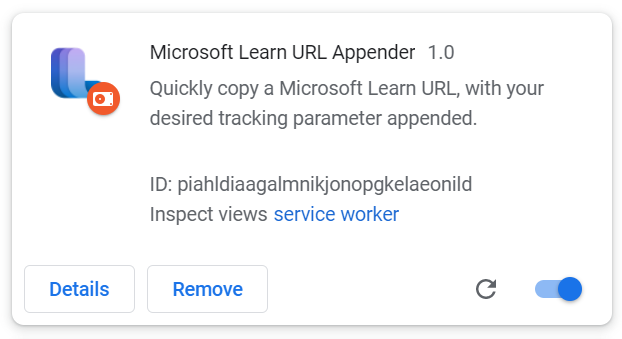 Microsoft Learn URL Appender 1.0
Quickly copy a Microsoft Learn URL, with your
desired tracking parameter appended.
ID: piahldiaagalmnikjonopgkelaeonild
Inspect views service worker
Details Remove